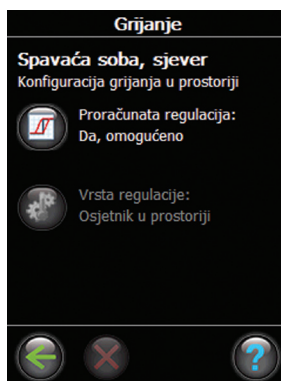 Grijanje
Spavaća soba, sjever
Konfiguracija grijanja u prostoriji
Proračunata regulacija:
Da, omogućeno
Vrsta regulacije:
Osjetnik u prostoriji
?